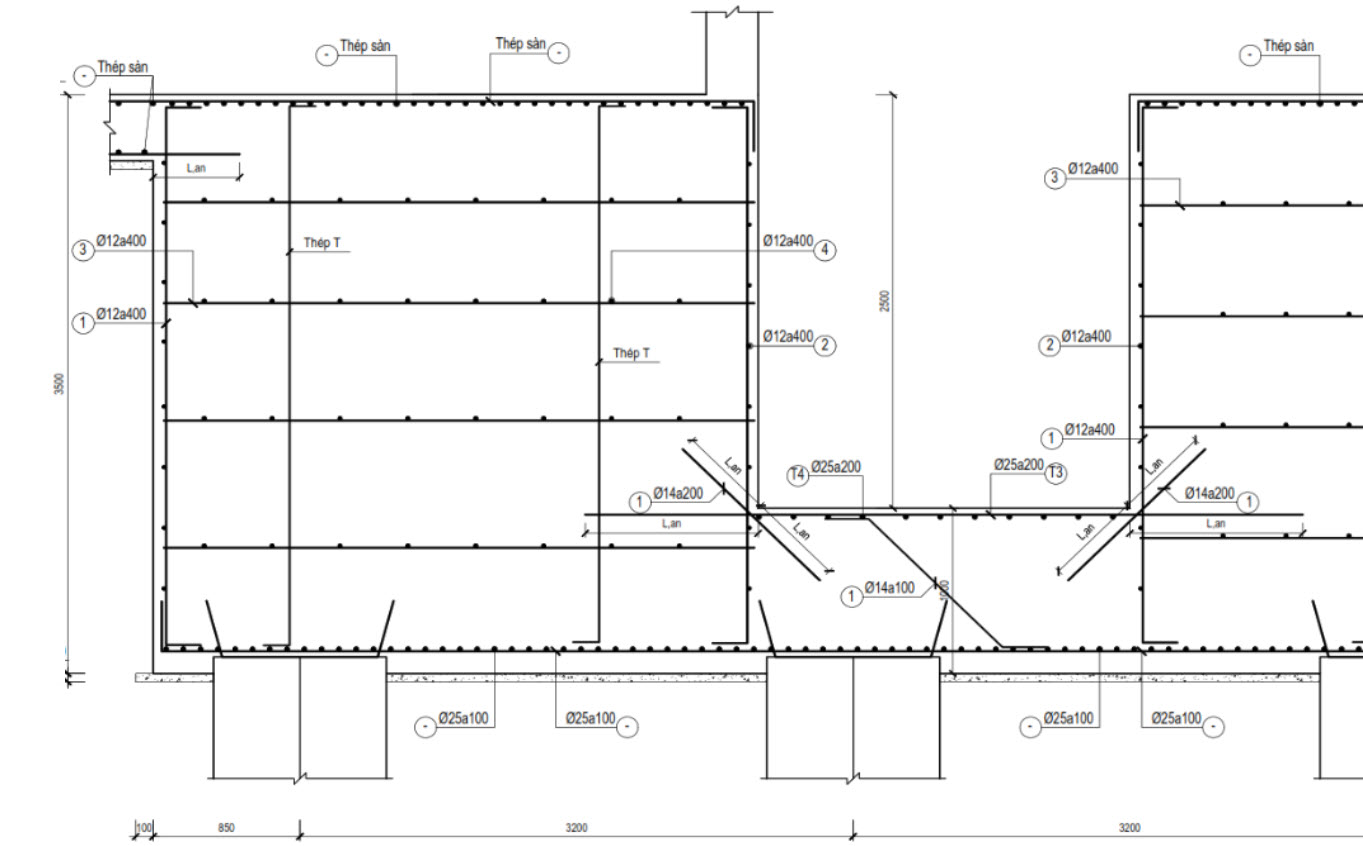 Thép sàn
-
Thép sàn
-
Thép sàn
-
Thép sàn
-
L,an
3
Ø12a400
Thép T
Ø12a400
4
3
Ø12a400
1
Ø12a400
Thép T
Ø12a400
2
2500
2
Ø12a400
3500
1
Ø12a400
L,an
1
Ø14a200
T4
Ø25a200
Ø25a200
T3
L,an
Ø14a200
1
L,an
L,an
L,an
L,an
1
Ø14a100
1000
-
Ø25a100
Ø25a100
-
-
Ø25a100
Ø25a100
-
100
850
3200
3200